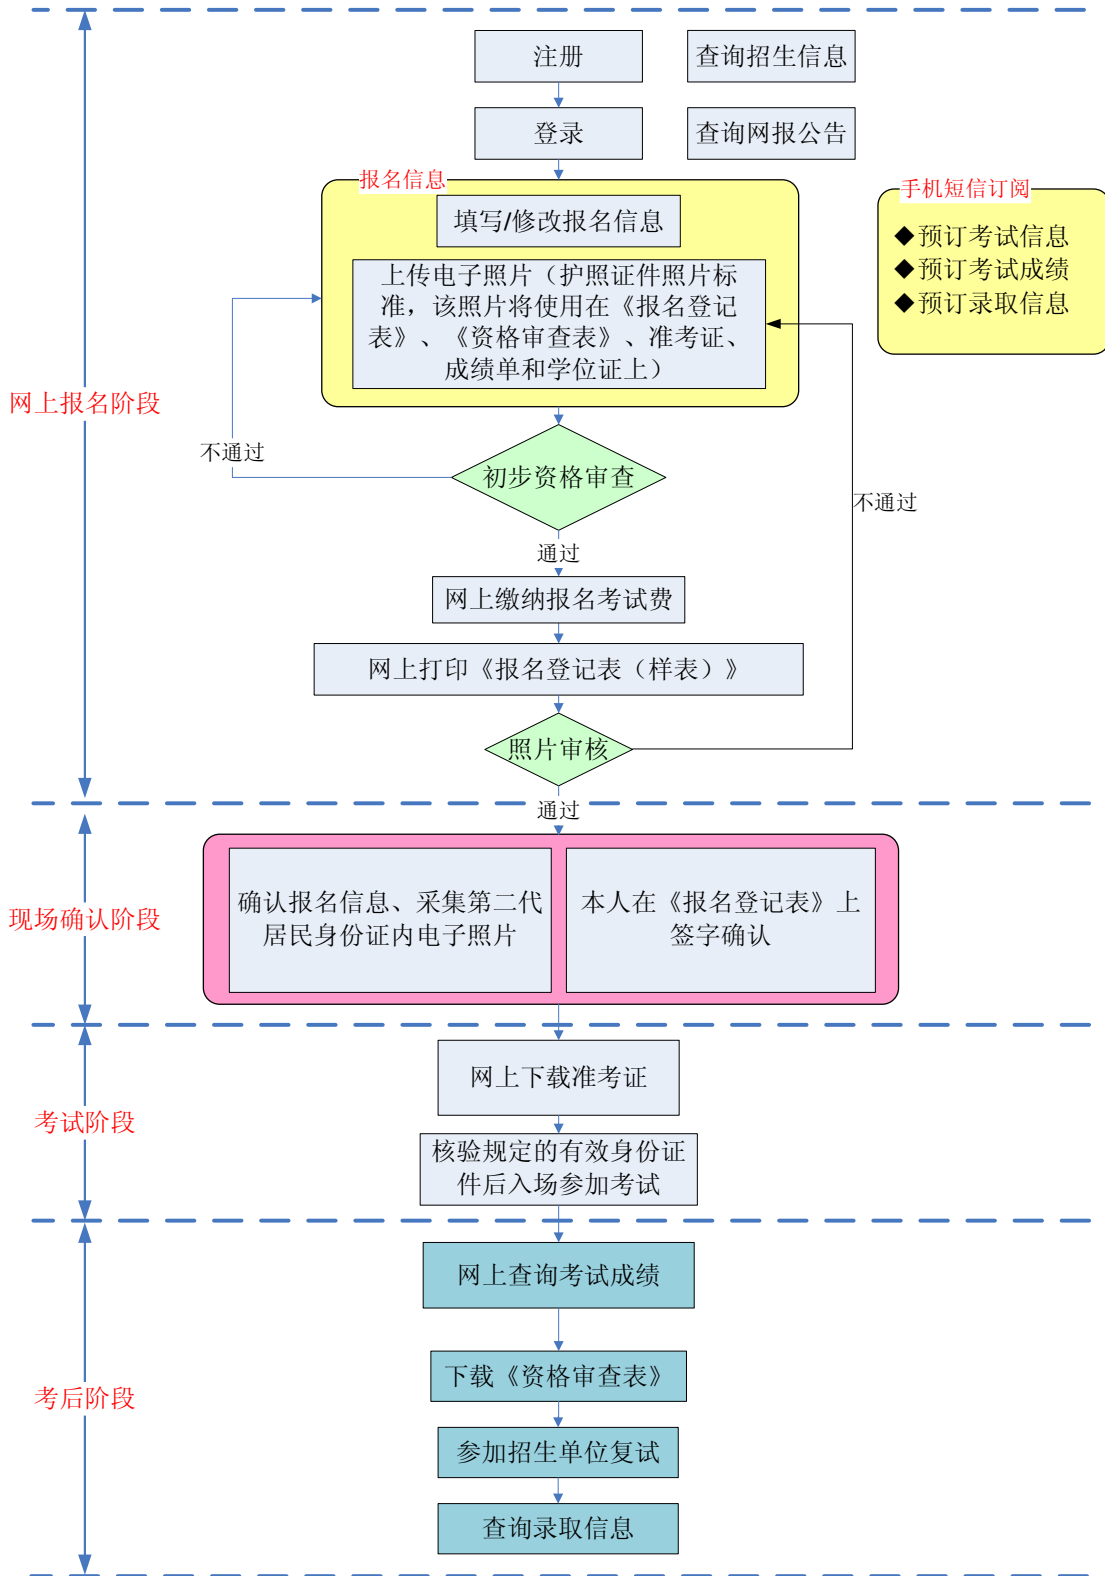 注册
查询招生信息
登录
查询网报公告
报名信息
填写/修改报名信息
上传电子照片（护照证件照片标
准，该照片将使用在《报名登记
表》、《资格审查表》、准考证、
成绩单和学位证上）
手机短信订阅
◆预订考试信息
◆预订考试成绩
◆预订录取信息
网上报名阶段
不通过
初步资格审查
不通过
通过
网上缴纳报名考试费
网上打印《报名登记表（样表）》
照片审核
通过
现场确认阶段
确认报名信息、采集第二代
居民身份证内电子照片
本人在《报名登记表》上
签字确认
考试阶段
网上下载准考证
核验规定的有效身份证
件后入场参加考试
考后阶段
网上查询考试成绩
下载《资格审查表》
参加招生单位复试
查询录取信息